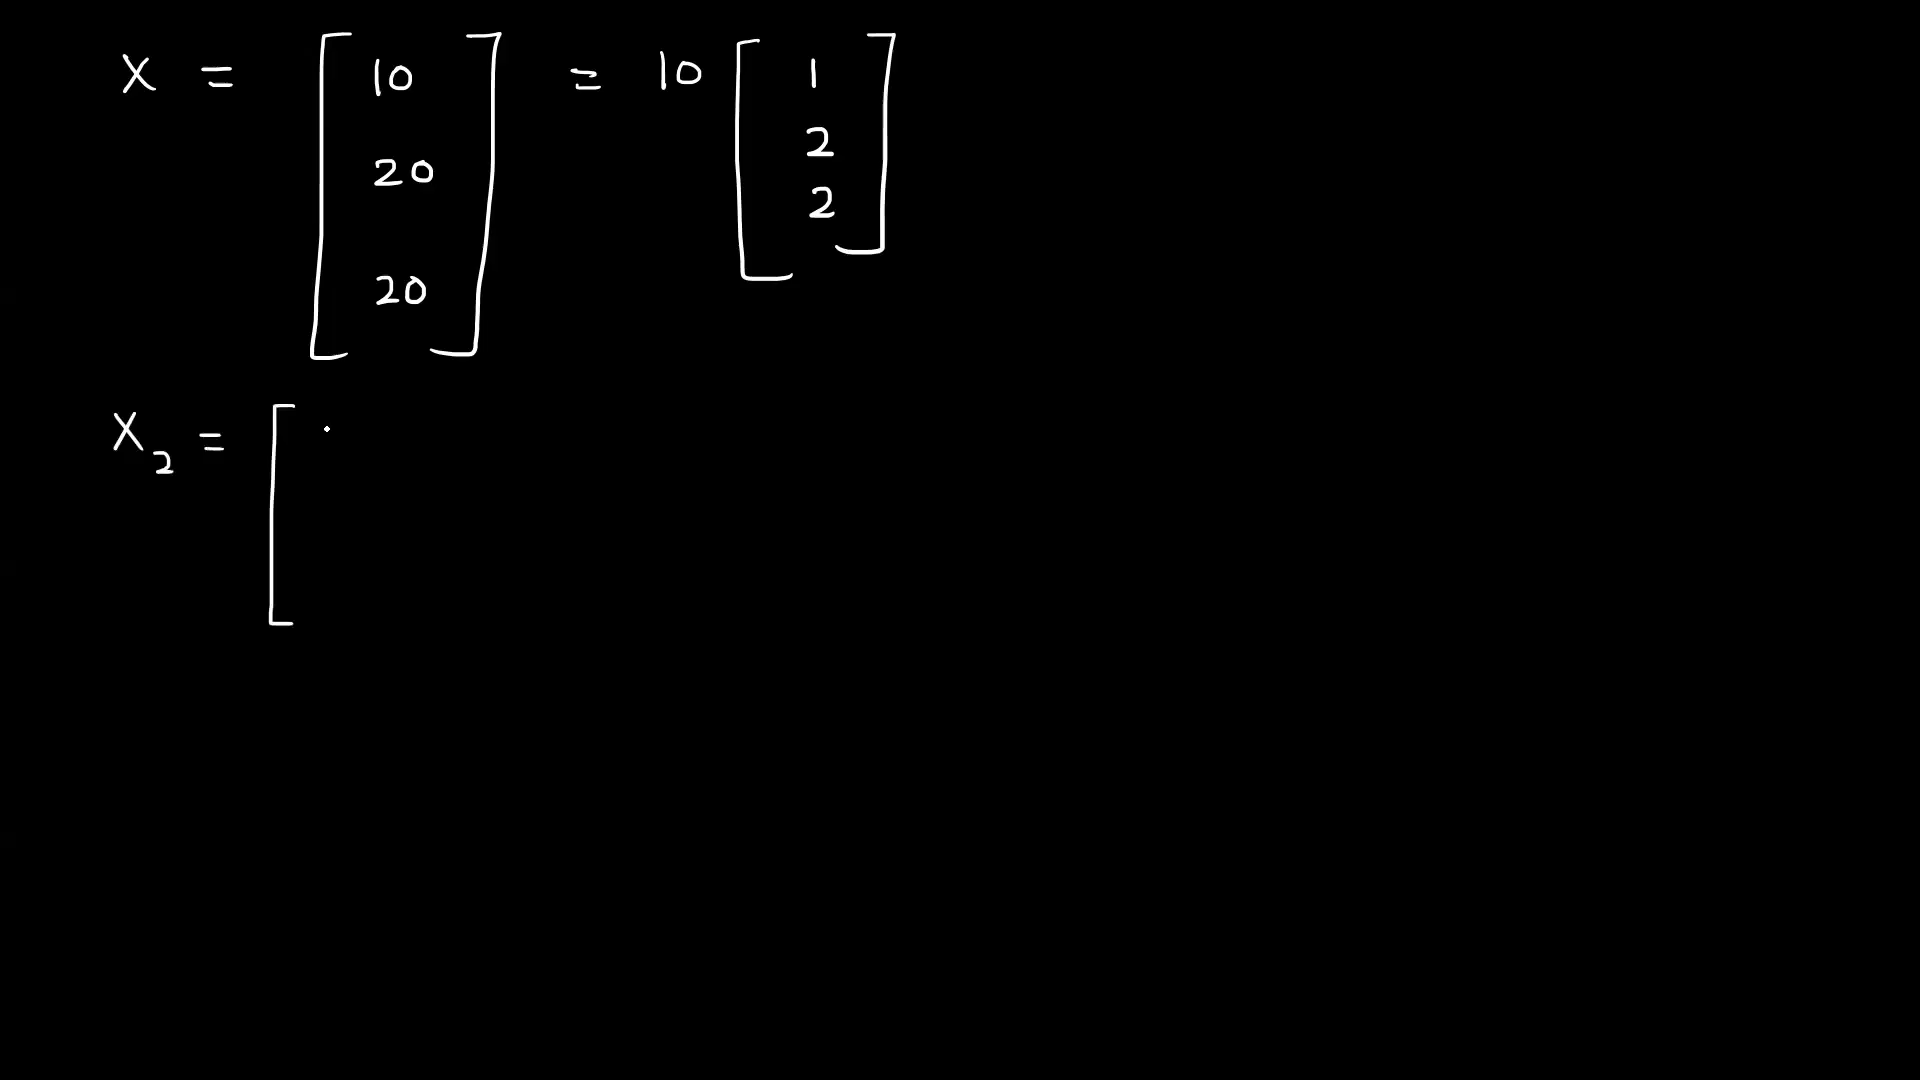 X = [10 20 20] = 10 [1 2 2]
X₂ = [